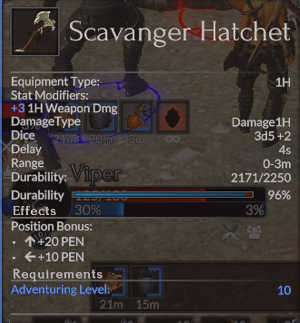 Scavanger Hatchet
Equipment Type: 1H
Stat Modifiers:
+3 1H Weapon Dmg
DamageType Damage1H
Dice 3d5 +2
Delay 4s
Range 0-3m
Durability: 2171/2250
Viper
Durability 96%
Effects 30% 3%
Position Bonus:
• ↑+20 PEN
• ←+10 PEN
Requirements
Adventuring Level: 10
21m 15m